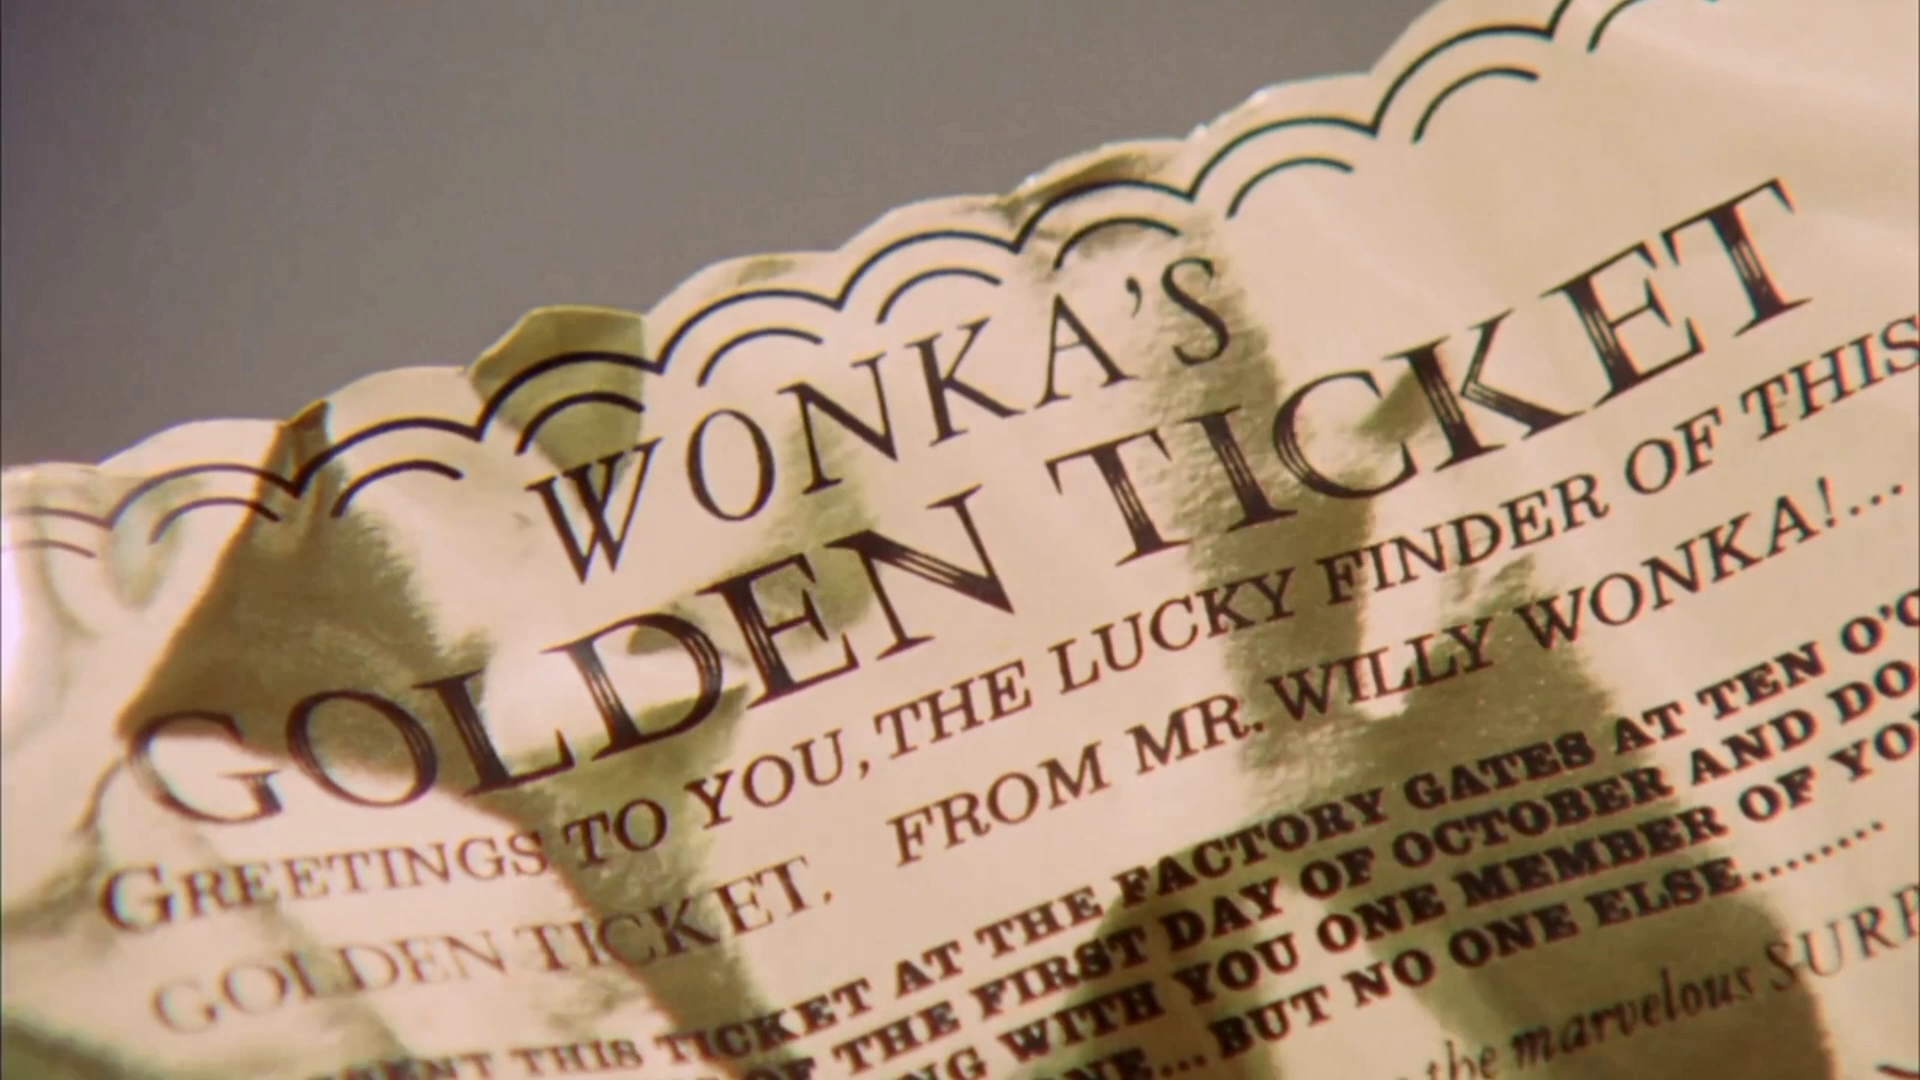 WONKA'S
GOLDEN TICKET
GREETINGS TO YOU, THE LUCKY FINDER OF THIS
GOLDEN TICKET, FROM MR. WILLY WONKA!...
THIS TICKET AT THE FACTORY GATES AT TEN
OF THE FIRST DAY OF OCTOBER AND DO
WITH YOU ONE MEMBER OF
BUT NO ONE ELSE........
the marvelous